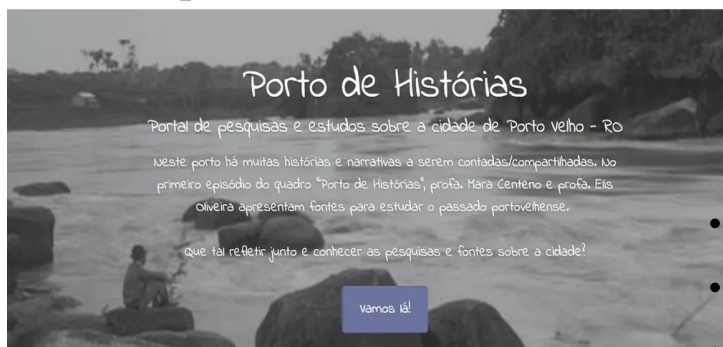 Porto de Histórias
Portal de pesquisas e estudos sobre a cidade de Porto Velho - RO
Neste porto há muitas histórias e narrativas a serem contadas/compartilhadas. No
primeiro episódio do quadro "Porto de Histórias", profa. Mara Centeno e profa. Elis
Oliveira apresentam fontes para estudar o passado portovelhense.
Que tal refletir junto e conhecer as pesquisas e fontes sobre a cidade?
Vamos lá!